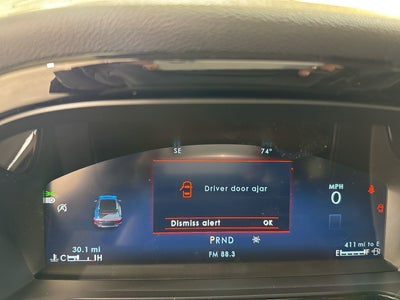 SE 74°
Driver door ajar
MPH
0
Dismiss alert OK
30.1 mi PRND 411 mi to E
C H FM 88.3 E F